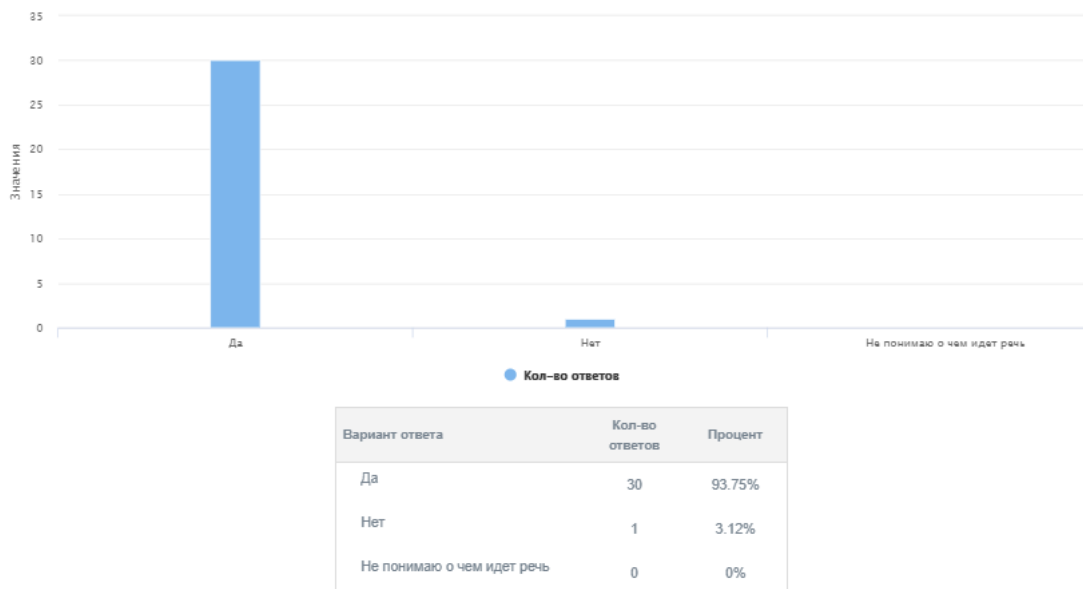 35
30
25
20
15
10
5
0
Значения
Да Нет Не понимаю о чем идет речь
Кол-во ответов
Вариант ответа Кол-во ответов Процент
Да 30 93.75%
Нет 1 3.12%
Не понимаю о чем идет речь 0 0%